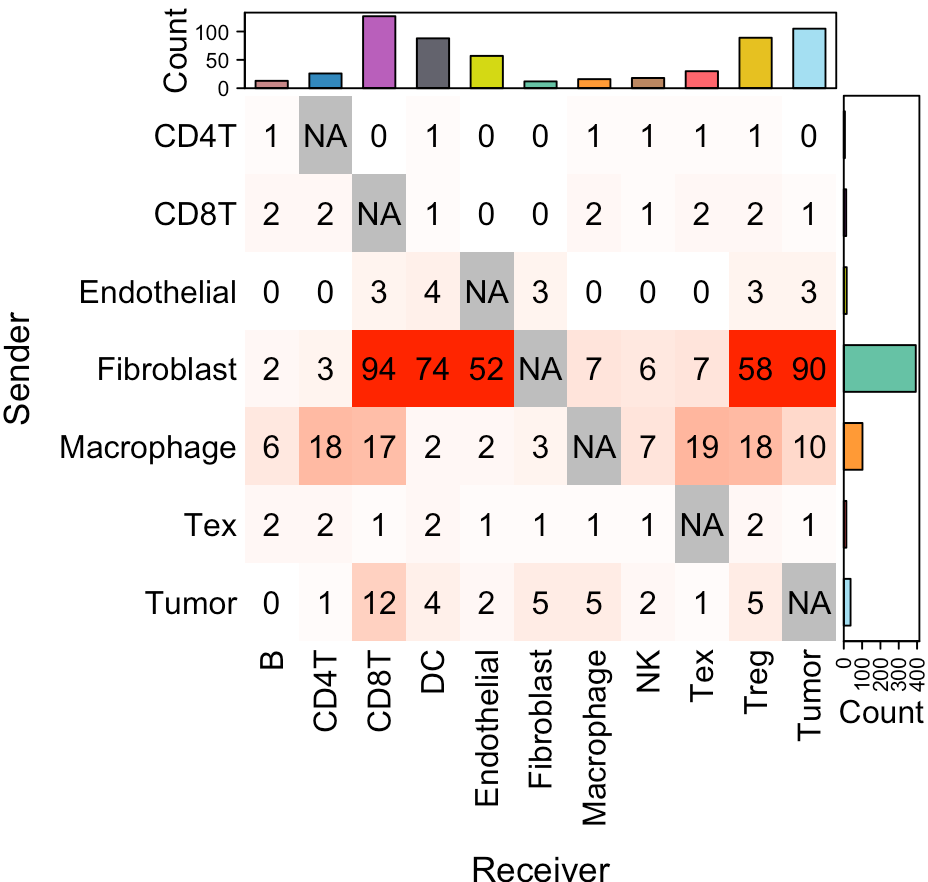 Count
100
50
0
CD4T 1 NA 0 1 0 0 1 1 1 1 0
CD8T 2 2 NA 1 0 0 2 1 2 2 1
Endothelial 0 0 3 4 NA 3 0 0 0 3 3
Fibroblast 2 3 94 74 52 NA 7 6 7 58 90
Macrophage 6 18 17 2 2 3 NA 7 19 18 10
Tex 2 2 1 2 1 1 1 1 NA 2 1
Tumor 0 1 12 4 2 5 5 2 1 5 NA
Sender
B CD4T CD8T DC Endothelial Fibroblast Macrophage NK Tex Treg Tumor
0 100 200 300 400
Count
Receiver